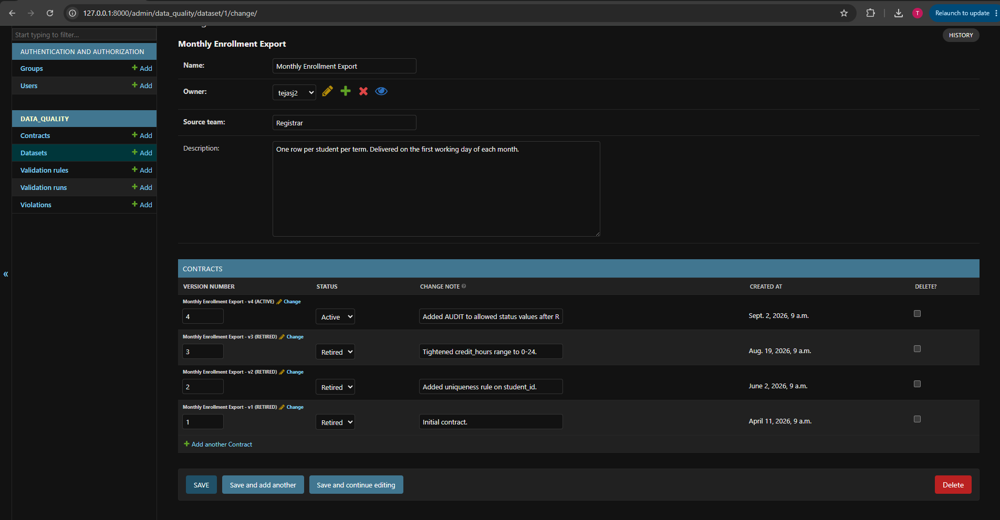 127.0.0.1:8000/admin/data_quality/dataset/1/change/
T
Relaunch to update
Start typing to filter...
AUTHENTICATION AND AUTHORIZATION
Groups
Add
Users
Add
DATA_QUALITY
Contracts
Add
Datasets
Add
Validation rules
Add
Validation runs
Add
Violations
Add
«
Monthly Enrollment Export
HISTORY
Name:
Monthly Enrollment Export
Owner:
tejasj2
Source team:
Registrar
Description:
One row per student per term. Delivered on the first working day of each month.
CONTRACTS
VERSION NUMBER STATUS CHANGE NOTE ? CREATED AT DELETE?
Monthly Enrollment Export - v4 (ACTIVE) Change
4 Active Added AUDIT to allowed status values after R Sept. 2, 2026, 9 a.m.
Monthly Enrollment Export - v3 (RETIRED) Change
3 Retired Tightened credit_hours range to 0-24. Aug. 19, 2026, 9 a.m.
Monthly Enrollment Export - v2 (RETIRED) Change
2 Retired Added uniqueness rule on student_id. June 2, 2026, 9 a.m.
Monthly Enrollment Export - v1 (RETIRED) Change
1 Retired Initial contract. April 11, 2026, 9 a.m.
Add another Contract
SAVE
Save and add another
Save and continue editing
Delete